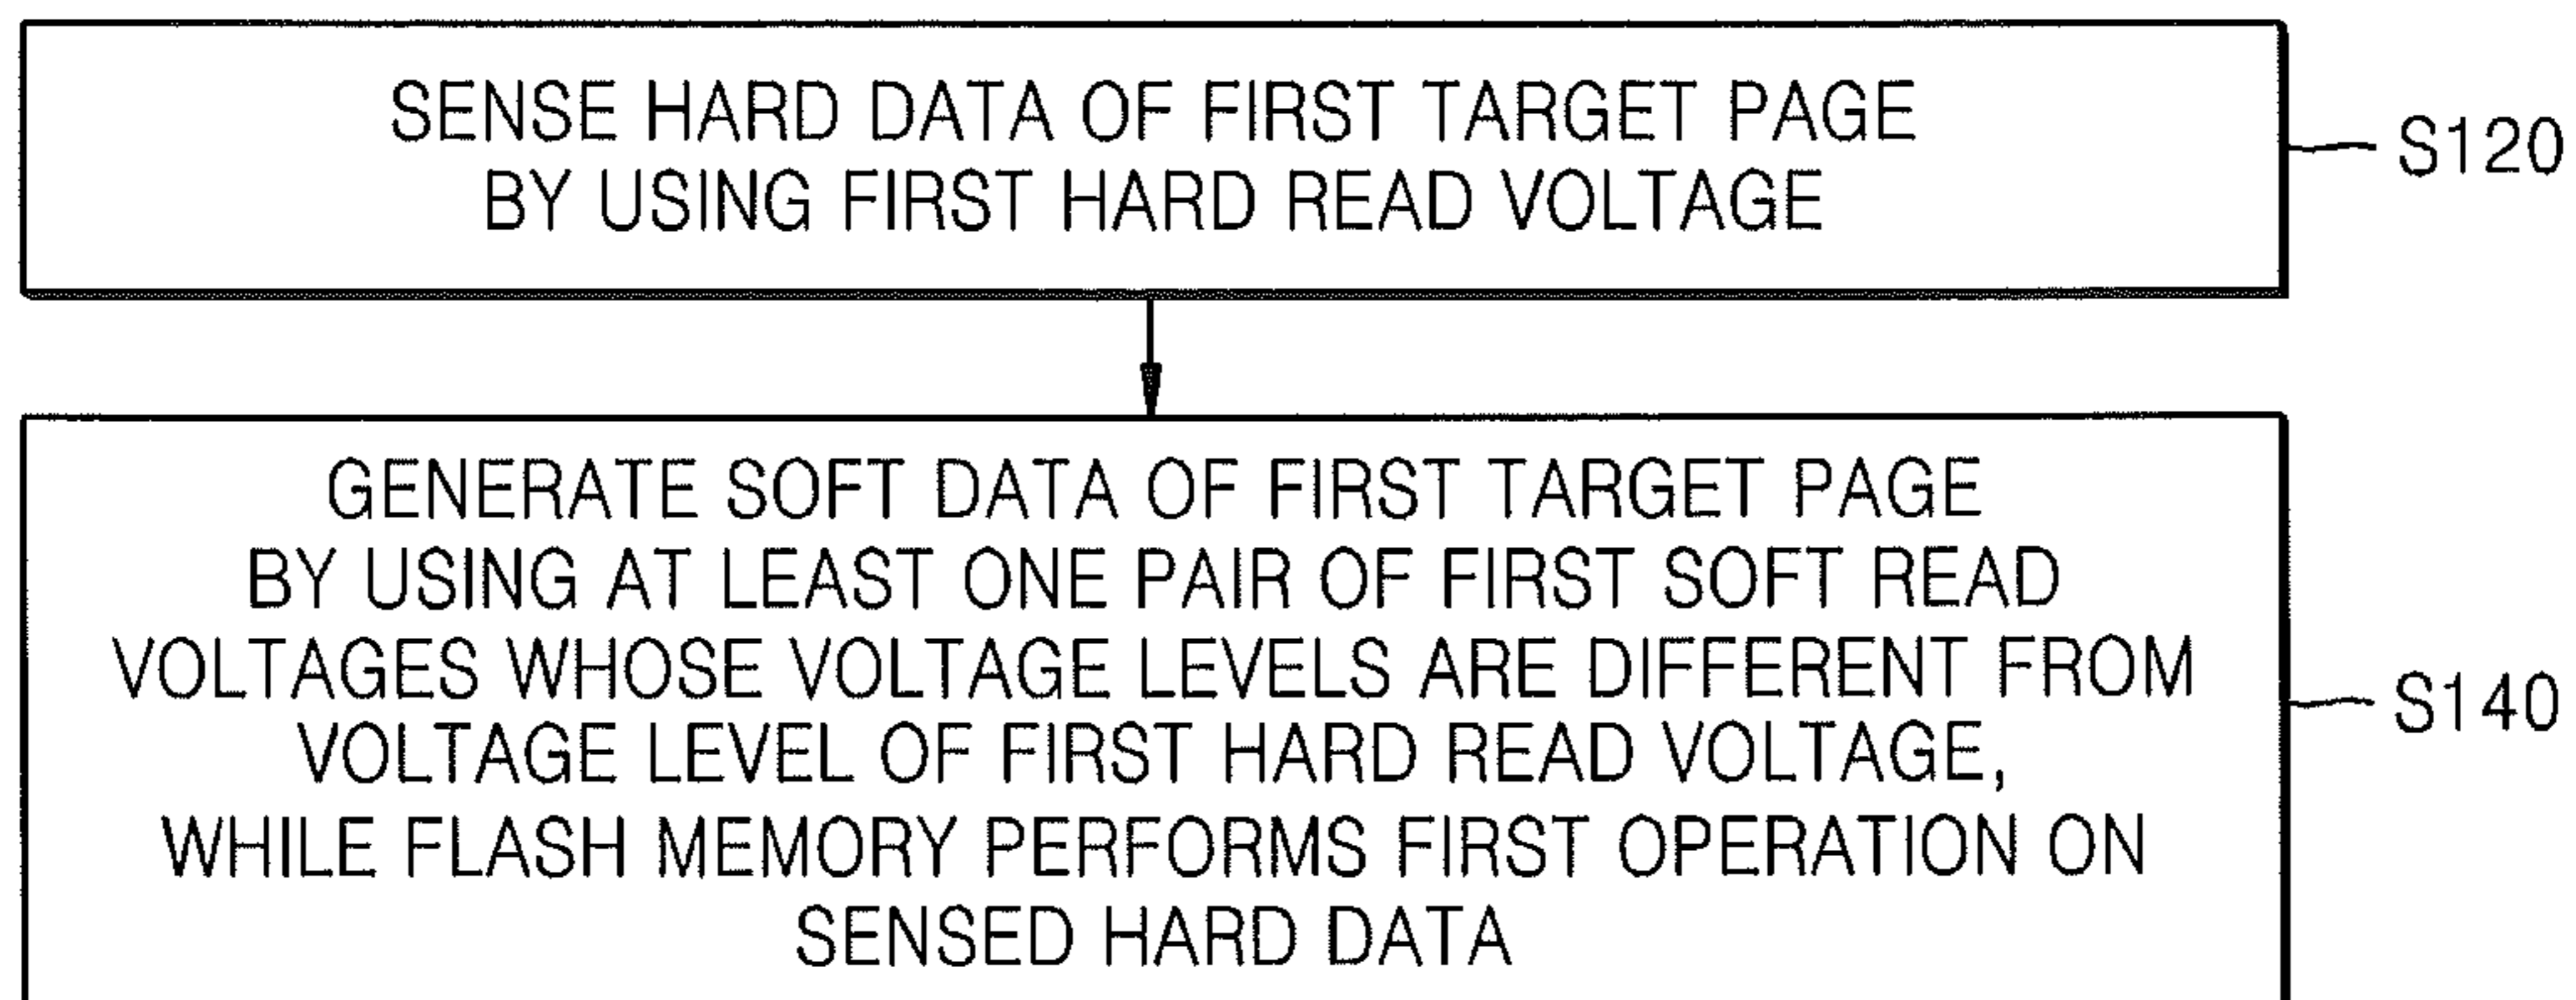 SENSE HARD DATA OF FIRST TARGET PAGE
BY USING FIRST HARD READ VOLTAGE
S120
GENERATE SOFT DATA OF FIRST TARGET PAGE
BY USING AT LEAST ONE PAIR OF FIRST SOFT READ
VOLTAGES WHOSE VOLTAGE LEVELS ARE DIFFERENT FROM
VOLTAGE LEVEL OF FIRST HARD READ VOLTAGE,
WHILE FLASH MEMORY PERFORMS FIRST OPERATION ON
SENSED HARD DATA
S140